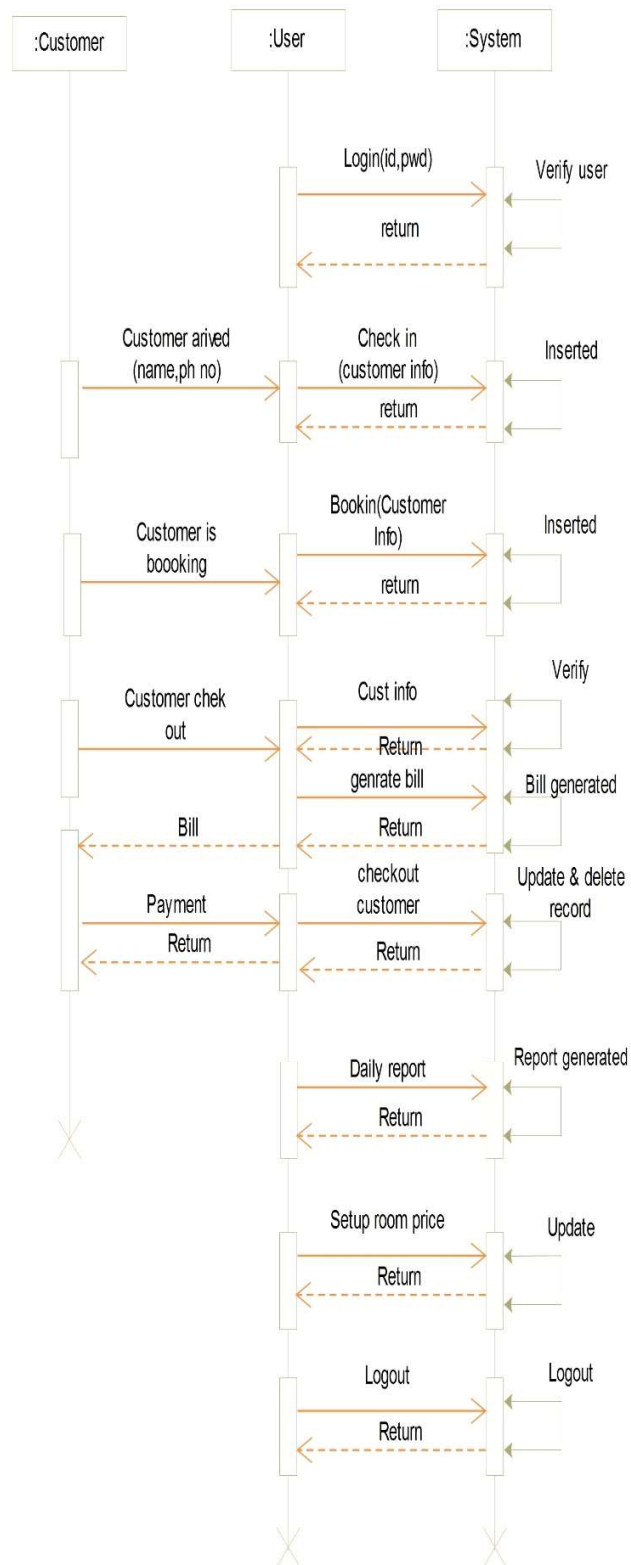 :Customer
:User
:System
Login(id,pwd)
Verify user
return
Customer arived
(name,ph no)
Check in
(customer info)
Inserted
return
Customer is
boooking
Bookin(Customer
Info)
Inserted
return
Customer chek
out
Cust info
Verify
Return
genrate bill
Bill generated
Bill
Return
Payment
checkout
customer
Update & delete
record
Return
Return
Daily report
Report generated
Return
Setup room price
Update
Return
Logout
Logout
Return